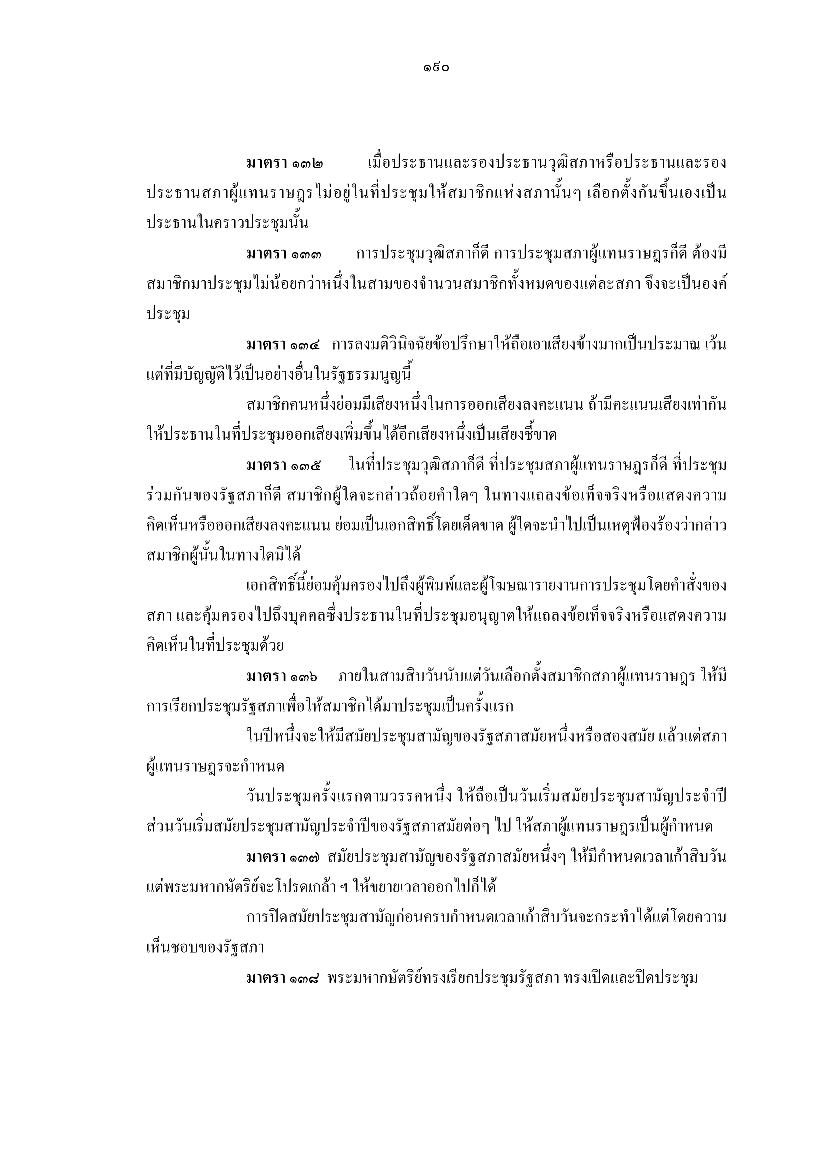 ๑๙๐
มาตรา ๑๓๒ เมื่อประธานและรองประธานวุฒิสภาหรือประธานและรอง
ประธานสภาผู้แทนราษฎรไม่อยู่ในที่ประชุมให้สมาชิกแห่งสภานั้นๆ เลือกตั้งกันขึ้นเองเป็น
ประธานในคราวประชุมนั้น
มาตรา ๑๓๓ การประชุมวุฒิสภาก็ดี การประชุมสภาผู้แทนราษฎรก็ดี ต้องมี
สมาชิกมาประชุมไม่น้อยกว่าหนึ่งในสามของจำนวนสมาชิกทั้งหมดของแต่ละสภา จึงจะเป็นองค์
ประชุม
มาตรา ๑๓๔ การลงมติวินิจฉัยข้อปรึกษาให้ถือเอาเสียงข้างมากเป็นประมาณ เว้น
แต่ที่มีบัญญัติไว้เป็นอย่างอื่นในรัฐธรรมนูญนี้
สมาชิกคนหนึ่งย่อมมีเสียงหนึ่งในการออกเสียงลงคะแนน ถ้ามีคะแนนเสียงเท่ากัน
ให้ประธานในที่ประชุมออกเสียงเพิ่มขึ้นได้อีกเสียงหนึ่งเป็นเสียงชี้ขาด
มาตรา ๑๓๕ ในที่ประชุมวุฒิสภาก็ดี ที่ประชุมสภาผู้แทนราษฎรก็ดี ที่ประชุม
ร่วมกันของรัฐสภาก็ดี สมาชิกผู้ใดจะกล่าวถ้อยคำใดๆ ในทางแถลงข้อเท็จจริงหรือแสดงความ
คิดเห็นหรือออกเสียงลงคะแนน ย่อมเป็นเอกสิทธิ์โดยเด็ดขาด ผู้ใดจะนำไปเป็นเหตุฟ้องร้องว่ากล่าว
สมาชิกผู้นั้นในทางใดมิได้
เอกสิทธิ์นี้ย่อมคุ้มครองไปถึงผู้พิมพ์และผู้โฆษณารายงานการประชุมโดยคำสั่งของ
สภา และคุ้มครองไปถึงบุคคลซึ่งประธานในที่ประชุมอนุญาตให้แถลงข้อเท็จจริงหรือแสดงความ
คิดเห็นในที่ประชุมด้วย
มาตรา ๑๓๖ ภายในสามสิบวันนับแต่วันเลือกตั้งสมาชิกสภาผู้แทนราษฎร ให้มี
การเรียกประชุมรัฐสภาเพื่อให้สมาชิกได้มาประชุมเป็นครั้งแรก
ในปีหนึ่งจะให้มีสมัยประชุมสามัญของรัฐสภาสมัยหนึ่งหรือสองสมัย แล้วแต่สภา
ผู้แทนราษฎรจะกำหนด
วันประชุมครั้งแรกตามวรรคหนึ่ง ให้ถือเป็นวันเริ่มสมัยประชุมสามัญประจำปี
ส่วนวันเริ่มสมัยประชุมสามัญประจำปีของรัฐสภาสมัยต่อๆ ไป ให้สภาผู้แทนราษฎรเป็นผู้กำหนด
มาตรา ๑๓๗ สมัยประชุมสามัญของรัฐสภาสมัยหนึ่งๆ ให้มีกำหนดเวลาเก้าสิบวัน
แต่พระมหากษัตริย์จะโปรดเกล้า ฯ ให้ขยายเวลาออกไปก็ได้
การปิดสมัยประชุมสามัญก่อนครบกำหนดเวลาเก้าสิบวันจะกระทำได้แต่โดยความ
เห็นชอบของรัฐสภา
มาตรา ๑๓๘ พระมหากษัตริย์ทรงเรียกประชุมรัฐสภา ทรงเปิดและปิดประชุม